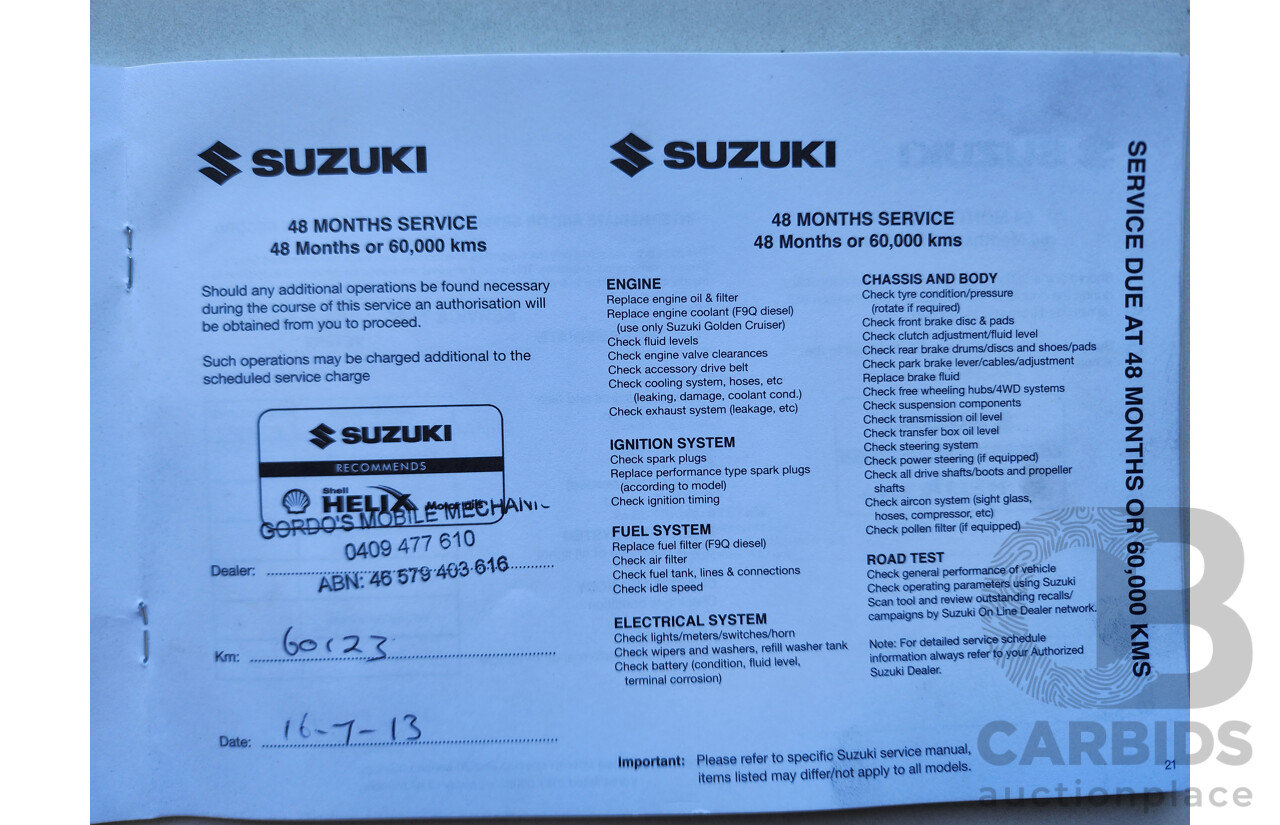 SUZUKI
48 MONTHS SERVICE
48 Months or 60,000 kms
Should any additional operations be found necessary
during the course of this service an authorisation will
be obtained from you to proceed.
Such operations may be charged additional to the
scheduled service charge
SUZUKI
RECOMMENDS
Shell
HELIX Motor oils
GORDO'S MOBILE MECHANIC
0409 477 610
Dealer:
ABN: 46 579 403 616
Km: 60123
Date: 16-7-13
SUZUKI
48 MONTHS SERVICE
48 Months or 60,000 kms
ENGINE
Replace engine oil & filter
Replace engine coolant (F9Q diesel)
(use only Suzuki Golden Cruiser)
Check fluid levels
Check engine valve clearances
Check accessory drive belt
Check cooling system, hoses, etc
(leaking, damage, coolant cond.)
Check exhaust system (leakage, etc)
IGNITION SYSTEM
Check spark plugs
Replace performance type spark plugs
(according to model)
Check ignition timing
FUEL SYSTEM
Replace fuel filter (F9Q diesel)
Check air filter
Check fuel tank, lines & connections
Check idle speed
ELECTRICAL SYSTEM
Check lights/meters/switches/horn
Check wipers and washers, refill washer tank
Check battery (condition, fluid level,
terminal corrosion)
CHASSIS AND BODY
Check tyre condition/pressure
(rotate if required)
Check front brake disc & pads
Check clutch adjustment/fluid level
Check rear brake drums/discs and shoes/pads
Check park brake lever/cables/adjustment
Replace brake fluid
Check free wheeling hubs/4WD systems
Check suspension components
Check transmission oil level
Check transfer box oil level
Check steering system
Check power steering (if equipped)
Check all drive shafts/boots and propeller
shafts
Check aircon system (sight glass,
hoses, compressor, etc)
Check pollen filter (if equipped)
ROAD TEST
Check general performance of vehicle
Check operating parameters using Suzuki
Scan tool and review outstanding recalls/
campaigns by Suzuki On Line Dealer network.
Note: For detailed service schedule
information always refer to your Authorized
Suzuki Dealer.
Important: Please refer to specific Suzuki service manual,
items listed may differ/not apply to all models.
SERVICE DUE AT 48 MONTHS OR 60,000 KMS
21
CARBIDS
auctionplace